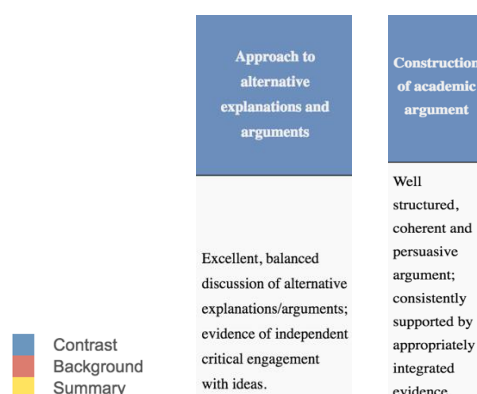 Approach to
alternative
explanations and
arguments
Excellent, balanced
discussion of alternative
explanations/arguments;
evidence of independent
critical engagement
with ideas.
Construction
of academic
argument
Well
structured,
coherent and
persuasive
argument;
consistently
supported by
appropriately
integrated
evidence
Contrast
Background
Summary